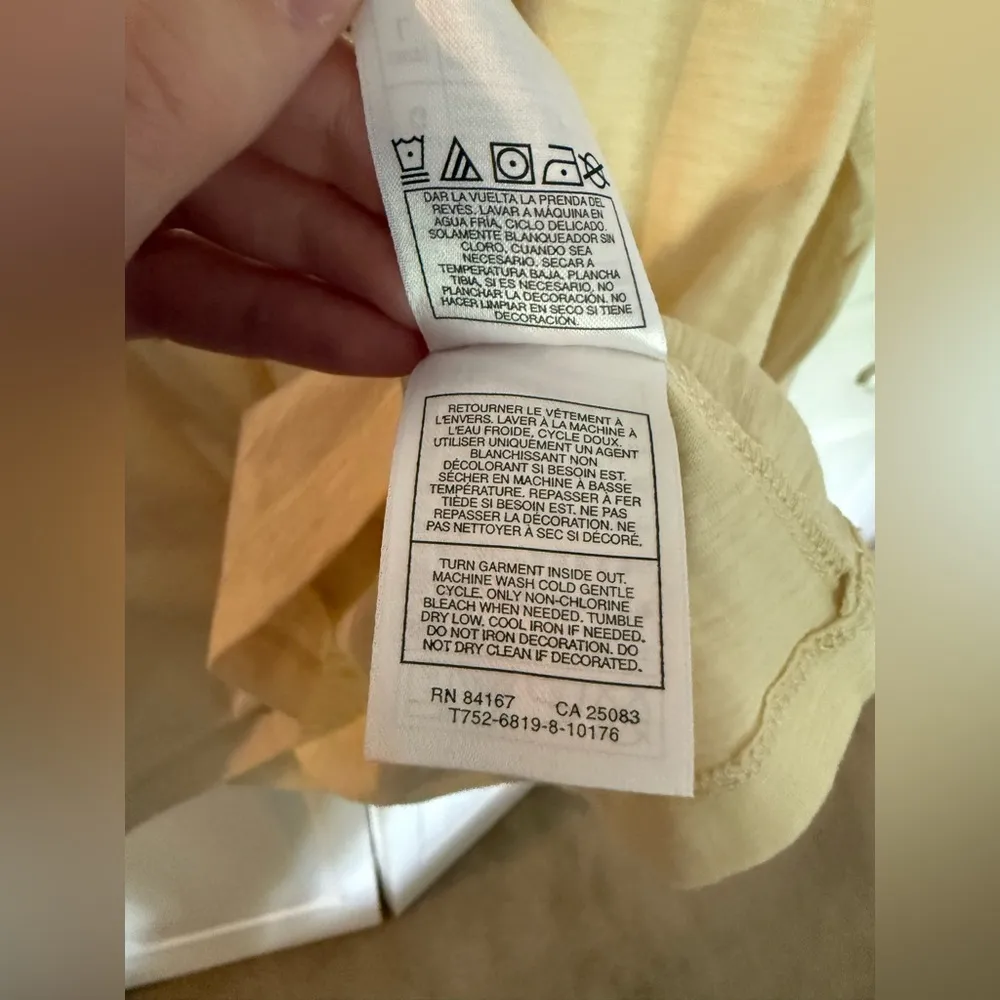 DAR LA VUELTA LA PRENDA DEL
REVÉS. LAVAR A MÁQUINA EN
AGUA FRÍA, CICLO DELICADO.
SOLAMENTE BLANQUEADOR SIN
CLORO, CUANDO SEA
NECESARIO. SECAR A
TEMPERATURA BAJA. PLANCHA
TIBIA, SI ES NECESARIO. NO
PLANCHAR LA DECORACIÓN. NO
HACER LIMPIAR EN SECO SI TIENE
DECORACIÓN.
RETOURNER LE VÊTEMENT À
L'ENVERS. LAVER À LA MACHINE À
L'EAU FROIDE, CYCLE DOUX.
UTILISER UNIQUEMENT UN AGENT
BLANCHISSANT NON
DÉCOLORANT SI BESOIN EST.
SÉCHER EN MACHINE À BASSE
TEMPÉRATURE. REPASSER À FER
TIÈDE SI BESOIN EST. NE PAS
REPASSER LA DÉCORATION. NE
PAS NETTOYER À SEC SI DÉCORÉ.
TURN GARMENT INSIDE OUT.
MACHINE WASH COLD GENTLE
CYCLE. ONLY NON-CHLORINE
BLEACH WHEN NEEDED. TUMBLE
DRY LOW. COOL IRON IF NEEDED.
DO NOT IRON DECORATION. DO
NOT DRY CLEAN IF DECORATED.
RN 84167 CA 25083
T752-6819-8-10176